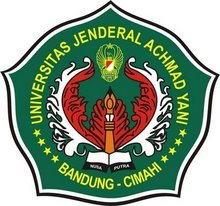 UNIVERSITAS JENDERAL ACHMAD YANI
NUSA PUTRA
BANDUNG - CIMAHI